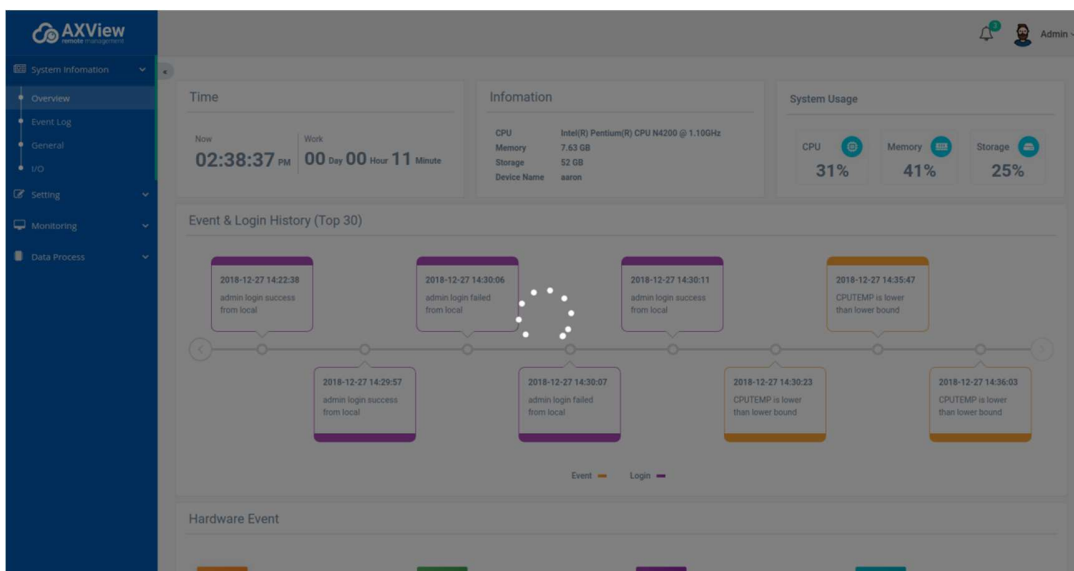 AXView
remote management
3
Admin
System Infomation
<
Overview
Event Log
General
I/O
Setting
Monitoring
Data Process
Time
Now
02:38:37 PM
Work
00 Day 00 Hour 11 Minute
Infomation
CPU Intel(R) Pentium(R) CPU N4200 @ 1.10GHz
Memory 7.63 GB
Storage 52 GB
Device Name aaron
System Usage
CPU
31%
Memory
41%
Storage
25%
Event & Login History (Top 30)
2018-12-27 14:22:38
admin login success
from local
2018-12-27 14:29:57
admin login success
from local
2018-12-27 14:30:06
admin login failed
from local
2018-12-27 14:30:07
admin login failed
from local
2018-12-27 14:30:11
admin login success
from local
2018-12-27 14:30:23
CPUTEMP is lower
than lower bound
2018-12-27 14:35:47
CPUTEMP is lower
than lower bound
2018-12-27 14:36:03
CPUTEMP is lower
than lower bound
Event
Login
Hardware Event